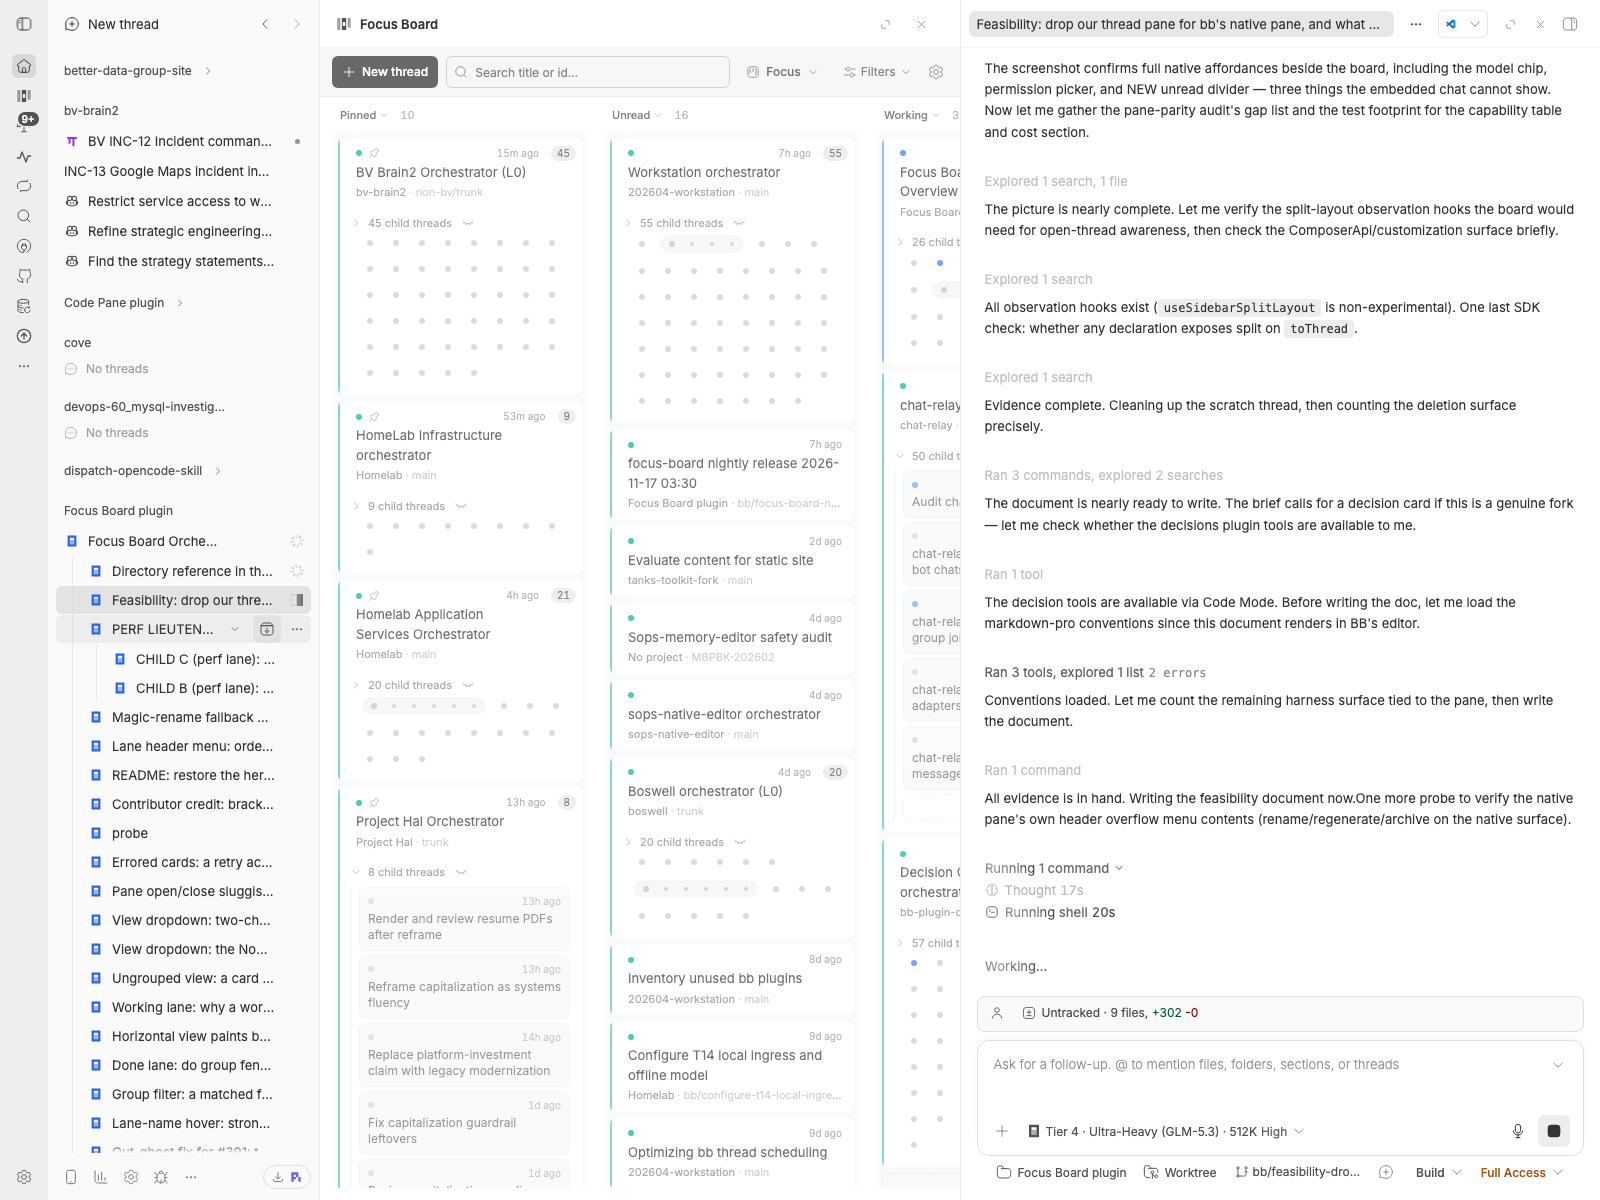 New thread
better-data-group-site
bv-brain2
9+
BV INC-12 Incident comman...
INC-13 Google Maps Incident in...
Restrict service access to w...
Refine strategic engineering...
Find the strategy statements...
Code Pane plugin
cove
No threads
devops-60_mysql-investig...
No threads
dispatch-opencode-skill
Focus Board plugin
Focus Board Orche...
Directory reference in th...
Feasibility: drop our thre...
PERF LIEUTEN...
CHILD C (perf lane): ...
CHILD B (perf lane): ...
Magic-rename fallback ...
Lane header menu: orde...
README: restore the her...
Contributor credit: brack...
probe
Errored cards: a retry ac...
Pane open/close sluggis...
View dropdown: two-ch...
View dropdown: the No...
Ungrouped view: a card ...
Working lane: why a wor...
Horizontal view paints b...
Done lane: do group fen...
Group filter: a matched f...
Lane-name hover: stron...
Focus Board
New thread
Search title or id...
Focus
Filters
Pinned 10
15m ago 45
BV Brain2 Orchestrator (L0)
bv-brain2 · non-bv/trunk
45 child threads
53m ago 9
HomeLab Infrastructure
orchestrator
Homelab · main
9 child threads
4h ago 21
Homelab Application
Services Orchestrator
Homelab · main
20 child threads
13h ago 8
Project Hal Orchestrator
Project Hal · trunk
8 child threads
13h ago
Render and review resume PDFs
after reframe
13h ago
Reframe capitalization as systems
fluency
14h ago
Replace platform-investment
claim with legacy modernization
1d ago
Fix capitalization guardrail
leftovers
1d ago
Unread 16
7h ago 55
Workstation orchestrator
202604-workstation · main
55 child threads
7h ago
focus-board nightly release 2026-
11-17 03:30
Focus Board plugin · bb/focus-board-n...
2d ago
Evaluate content for static site
tanks-toolkit-fork · main
4d ago
Sops-memory-editor safety audit
No project · MBPBK-202602
4d ago
sops-native-editor orchestrator
sops-native-editor · main
4d ago 20
Boswell orchestrator (L0)
boswell · trunk
20 child threads
8d ago
Inventory unused bb plugins
202604-workstation · main
9d ago
Configure T14 local ingress and
offline model
Homelab · bb/configure-t14-local-ingre...
9d ago
Optimizing bb thread scheduling
202604-workstation · main
Working 3
Focus Boa
Overview
Focus Board
26 child t
chat-relay
chat-relay ·
50 child t
Audit cha
chat-rela
bot chat
chat-rela
group joi
chat-rela
adapters
chat-rela
message
Decision C
orchestrat
bb-plugin-d
57 child t
Feasibility: drop our thread pane for bb's native pane, and what ...
The screenshot confirms full native affordances beside the board, including the model chip,
permission picker, and NEW unread divider — three things the embedded chat cannot show.
Now let me gather the pane-parity audit's gap list and the test footprint for the capability table
and cost section.
Explored 1 search, 1 file
The picture is nearly complete. Let me verify the split-layout observation hooks the board would
need for open-thread awareness, then check the ComposerApi/customization surface briefly.
Explored 1 search
All observation hooks exist ( useSidebarSplitLayout is non-experimental). One last SDK
check: whether any declaration exposes split on toThread .
Explored 1 search
Evidence complete. Cleaning up the scratch thread, then counting the deletion surface
precisely.
Ran 3 commands, explored 2 searches
The document is nearly ready to write. The brief calls for a decision card if this is a genuine fork
— let me check whether the decisions plugin tools are available to me.
Ran 1 tool
The decision tools are available via Code Mode. Before writing the doc, let me load the
markdown-pro conventions since this document renders in BB's editor.
Ran 3 tools, explored 1 list 2 errors
Conventions loaded. Let me count the remaining harness surface tied to the pane, then write
the document.
Ran 1 command
All evidence is in hand. Writing the feasibility document now.One more probe to verify the native
pane's own header overflow menu contents (rename/regenerate/archive on the native surface).
Running 1 command
Thought 17s
Running shell 20s
Working...
Untracked · 9 files, +302 -0
Ask for a follow-up. @ to mention files, folders, sections, or threads
Tier 4 · Ultra-Heavy (GLM-5.3) · 512K High
Focus Board plugin
Worktree
bb/feasibility-dro...
Build
Full Access